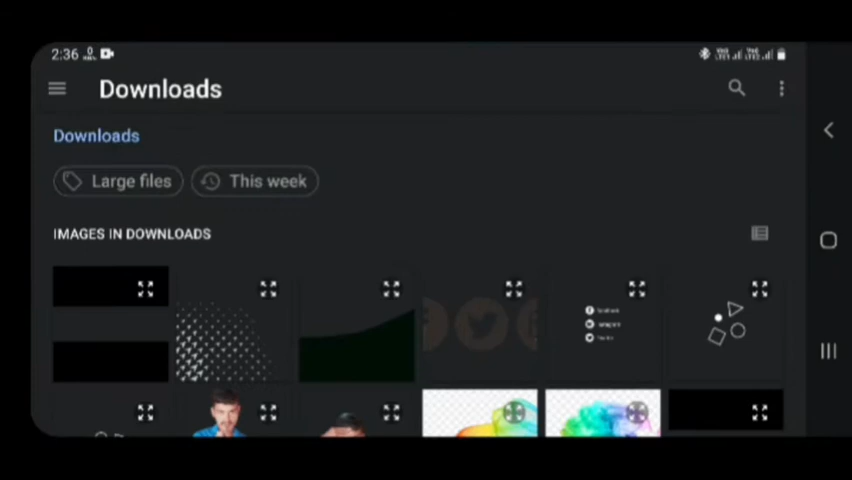 2:36
Downloads
Downloads
Large files
This week
IMAGES IN DOWNLOADS